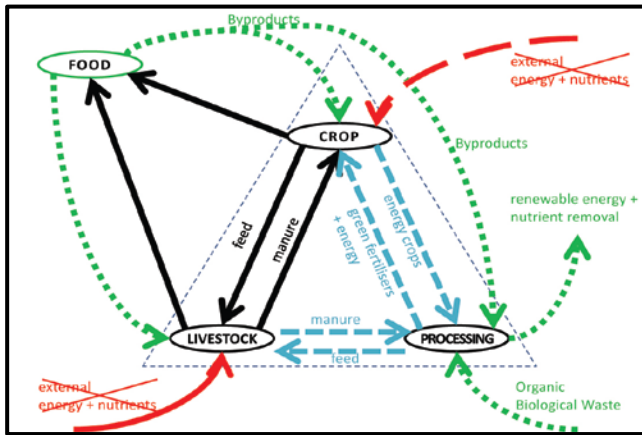 Byproducts
FOOD
external
energy + nutrients
CROP
Byproducts
renewable energy +
nutrient removal
feed
manure
energy crops
green fertilisers
+ energy
manure
LIVESTOCK
PROCESSING
feed
external
energy + nutrients
Organic
Biological Waste